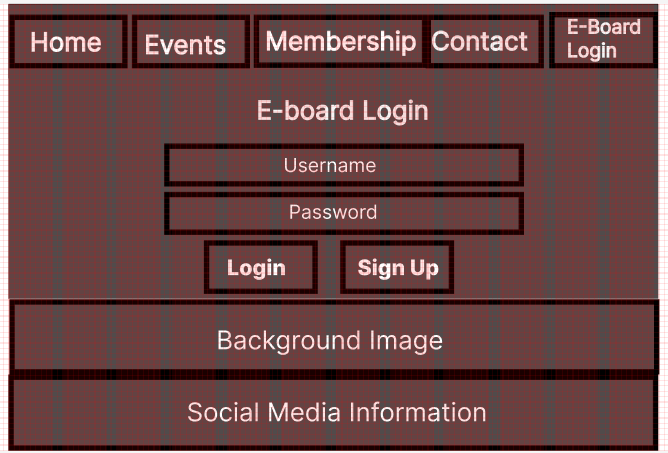 Home
Events
Membership
Contact
E-Board
Login
E-board Login
Username
Password
Login
Sign Up
Background Image
Social Media Information